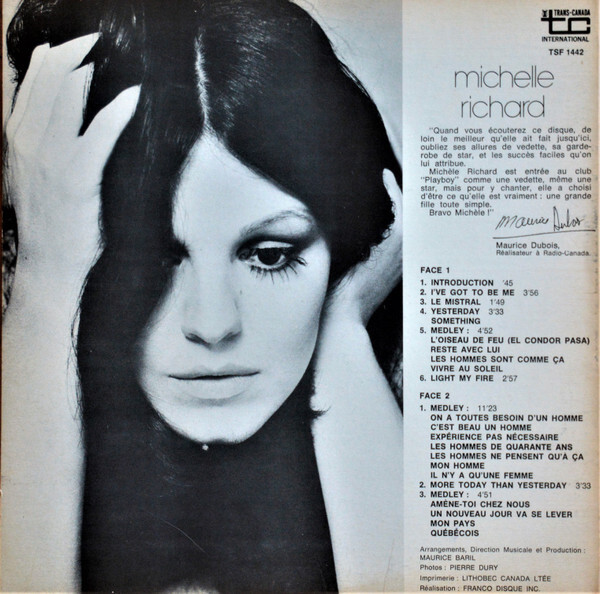 TRANS-CANADA
tc
INTERNATIONAL
TSF 1442
michelle
richard
"Quand vous écouterez ce disque, de
loin le meilleur qu'elle ait fait jusqu'ici,
oubliez ses allures de vedette, sa garde-
robe de star, et les succès faciles qu'on
lui attribue.
Michèle Richard est entrée au club
"Playboy" comme une vedette, même une
star, mais pour y chanter, elle a choisi
d'être ce qu'elle est vraiment : une grande
fille toute simple.
Bravo Michèle !"
Maurice Dubois
Maurice Dubois,
Réalisateur à Radio-Canada.
FACE 1
1. INTRODUCTION '45
2. I'VE GOT TO BE ME 3'56
3. LE MISTRAL 1'49
4. YESTERDAY 3'33
SOMETHING
5. MEDLEY : 4'52
L'OISEAU DE FEU (EL CONDOR PASA)
RESTE AVEC LUI
LES HOMMES SONT COMME ÇA
VIVRE AU SOLEIL
6. LIGHT MY FIRE 2'57
FACE 2
1. MEDLEY : 11'23
ON A TOUTES BESOIN D'UN HOMME
C'EST BEAU UN HOMME
EXPÉRIENCE PAS NÉCESSAIRE
LES HOMMES DE QUARANTE ANS
LES HOMMES NE PENSENT QU'À ÇA
MON HOMME
IL N'Y A QU'UNE FEMME
2. MORE TODAY THAN YESTERDAY 3'33
3. MEDLEY : 4'51
AMÈNE-TOI CHEZ NOUS
UN NOUVEAU JOUR VA SE LEVER
MON PAYS
QUÉBÉCOIS
Arrangements, Direction Musicale et Production :
MAURICE BARIL
Photos : PIERRE DURY
Imprimerie : LITHOBEC CANADA LTÉE
Réalisation : FRANCO DISQUE INC.